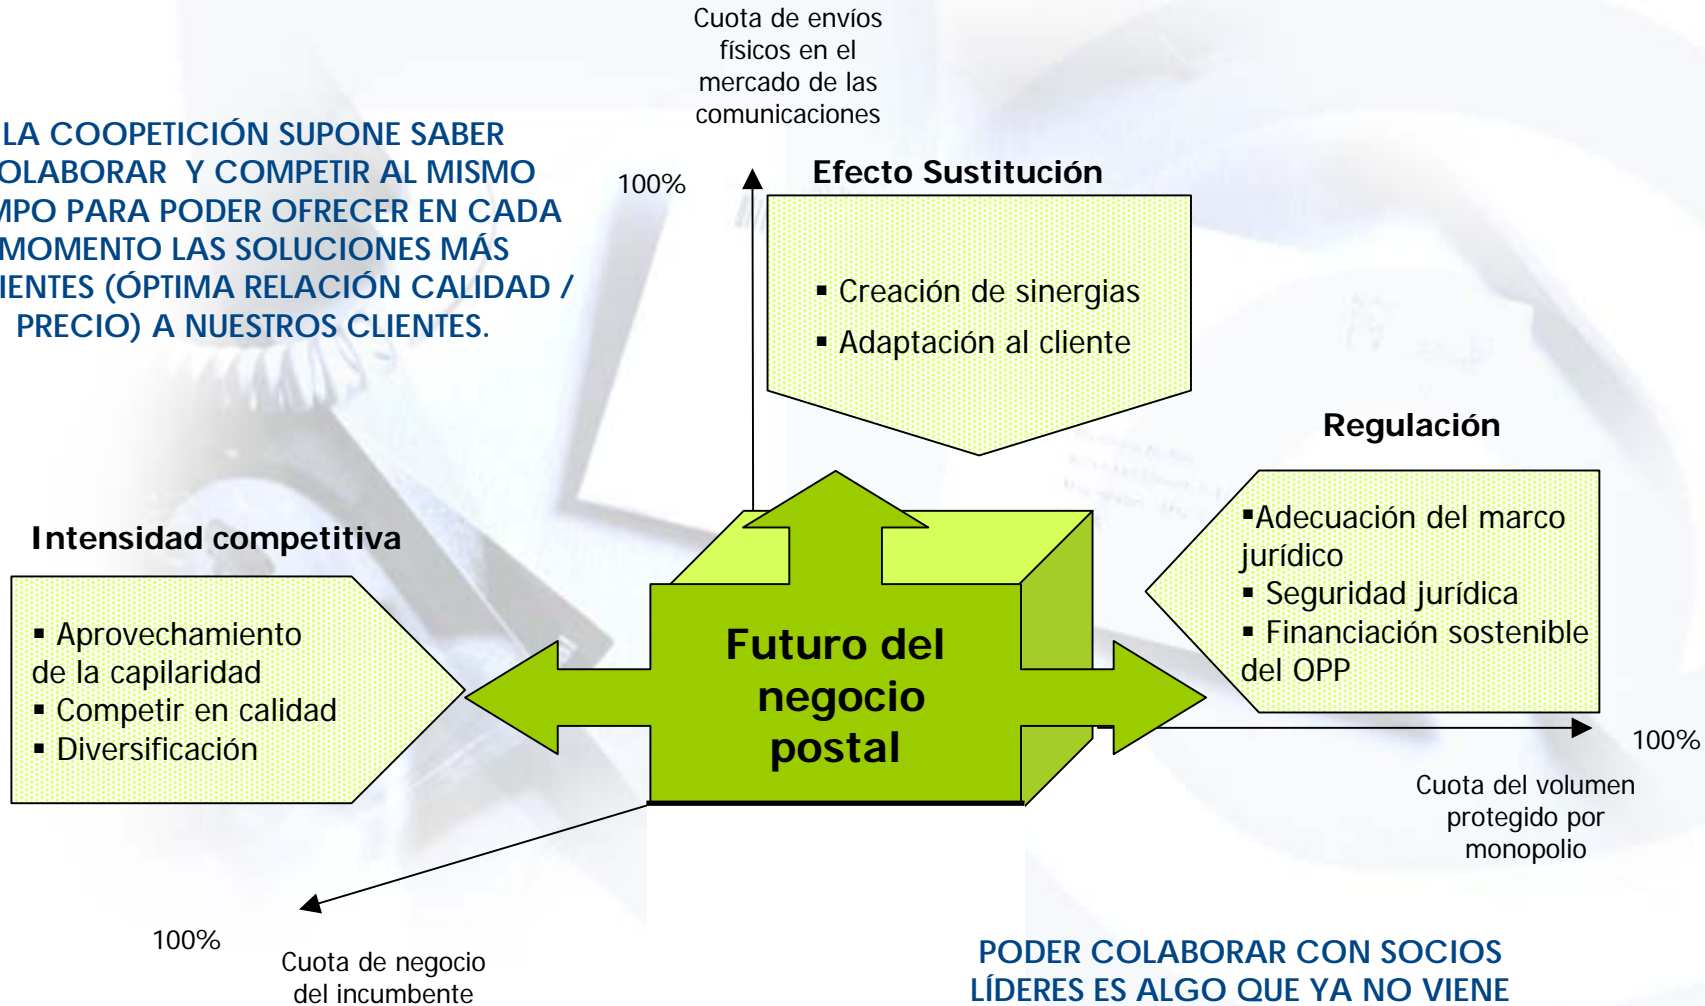 Cuota de envíos
físicos en el
mercado de las
comunicaciones
LA COOPETICIÓN SUPONE SABER
OLABORAR Y COMPETIR AL MISMO
MPO PARA PODER OFRECER EN CADA
MOMENTO LAS SOLUCIONES MÁS
IENTES (ÓPTIMA RELACIÓN CALIDAD /
PRECIO) A NUESTROS CLIENTES.
100%
Efecto Sustitución
▪ Creación de sinergias
▪ Adaptación al cliente
Regulación
▪Adecuación del marco
jurídico
▪ Seguridad jurídica
▪ Financiación sostenible
del OPP
Intensidad competitiva
▪ Aprovechamiento
de la capilaridad
▪ Competir en calidad
▪ Diversificación
Futuro del
negocio
postal
100%
Cuota del volumen
protegido por
monopolio
100%
Cuota de negocio
del incumbente
PODER COLABORAR CON SOCIOS
LÍDERES ES ALGO QUE YA NO VIENE